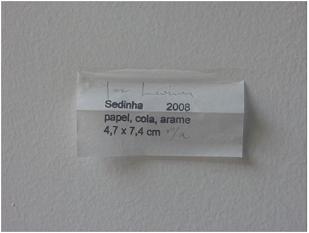 Sedinha 2008
papel, cola, arame
4,7 x 7,4 cm